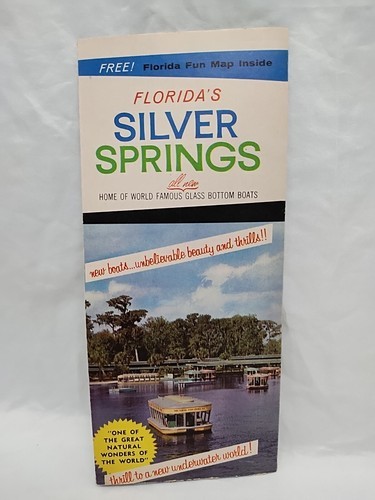 FREE! Florida Fun Map Inside
FLORIDA'S
SILVER
SPRINGS
all new
HOME OF WORLD FAMOUS GLASS BOTTOM BOATS
new boats...unbelievable beauty and thrills!!
"ONE OF
THE GREAT
NATURAL
WONDERS OF
THE WORLD"
thrill to a new underwater world!